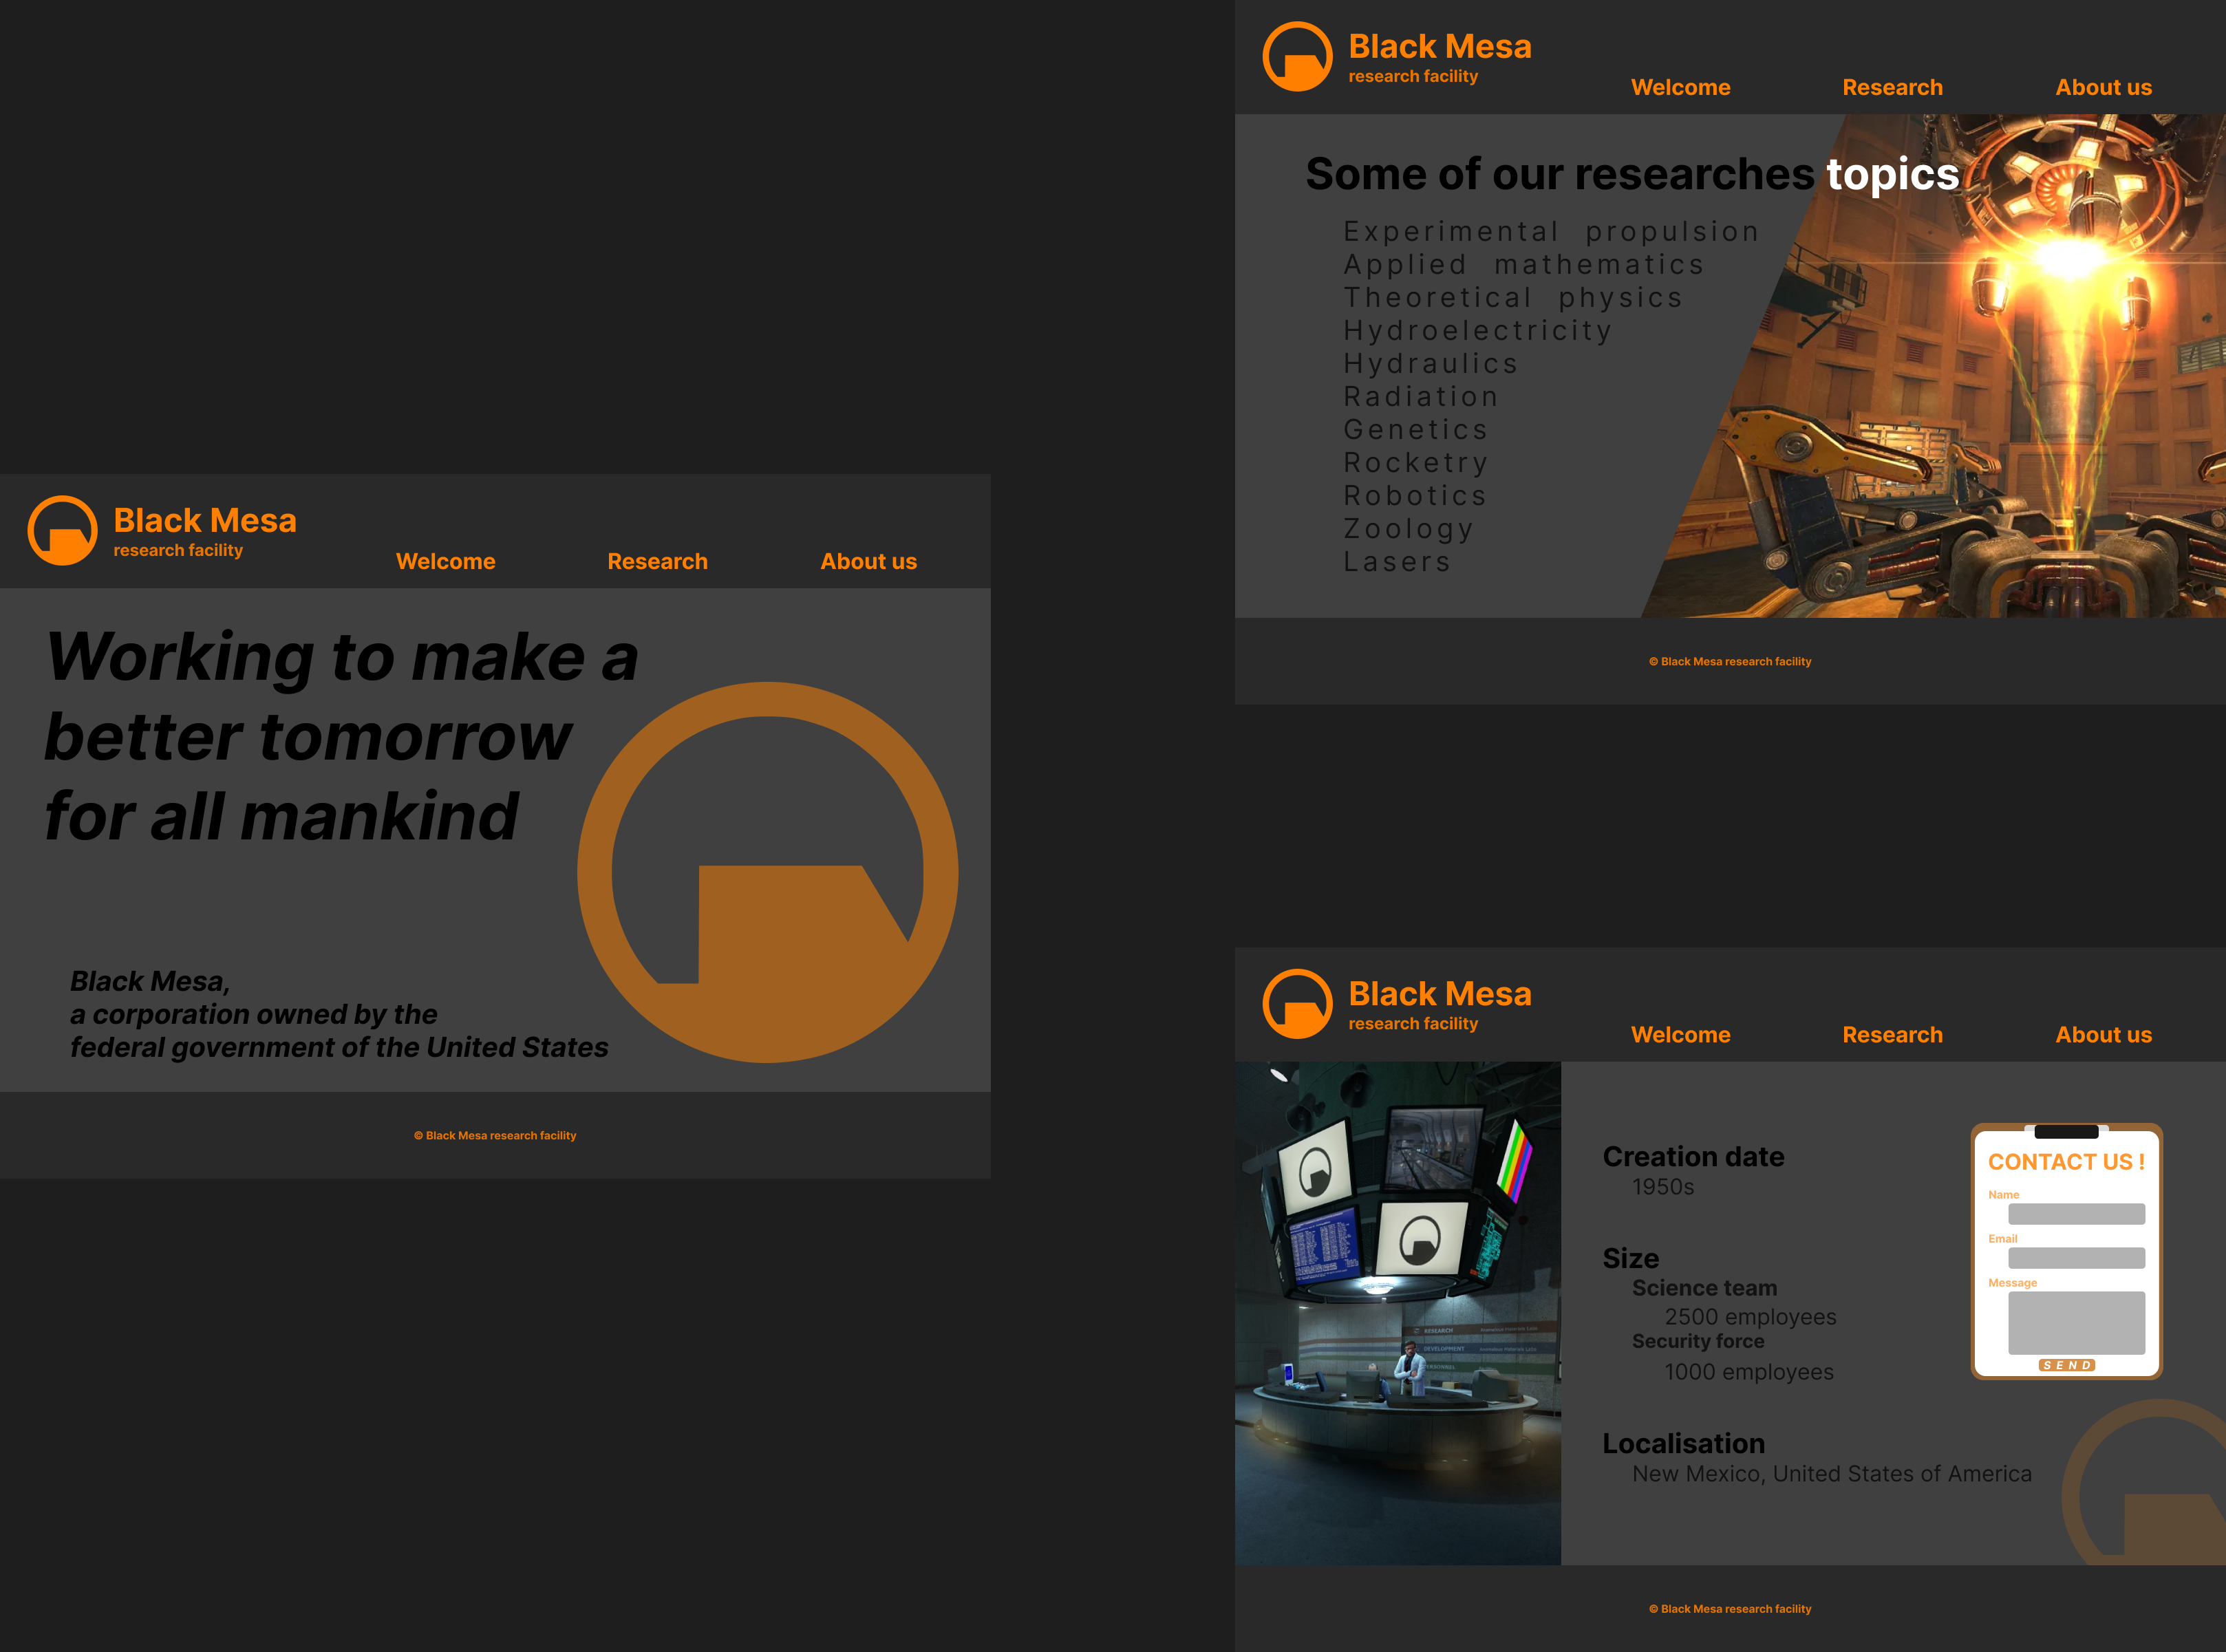 Black Mesa
research facility
Welcome
Research
About us
Working to make a
better tomorrow
for all mankind
Black Mesa,
a corporation owned by the
federal government of the United States
© Black Mesa research facility
Black Mesa
research facility
Welcome
Research
About us
Some of our researches topics
Experimental propulsion
Applied mathematics
Theoretical physics
Hydroelectricity
Hydraulics
Radiation
Genetics
Rocketry
Robotics
Zoology
Lasers
© Black Mesa research facility
Black Mesa
research facility
Welcome
Research
About us
RESEARCH
DEVELOPMENT
Creation date
1950s
Size
Science team
2500 employees
Security force
1000 employees
Localisation
New Mexico, United States of America
CONTACT US !
Name
Email
Message
SEND
© Black Mesa research facility